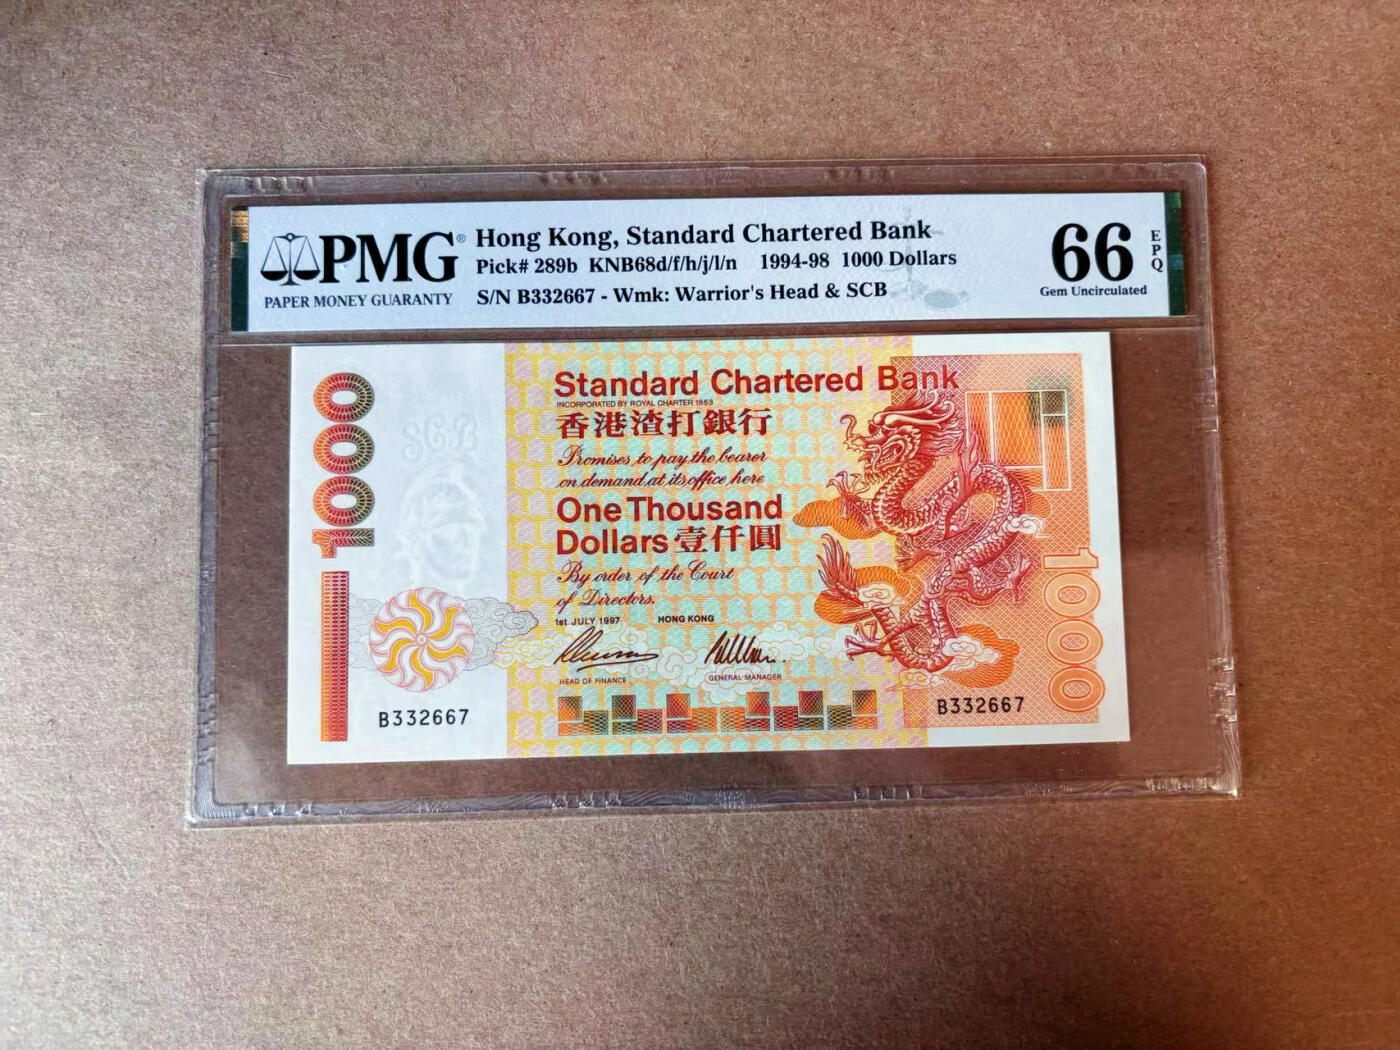 PMG®
PAPER MONEY GUARANTY
Hong Kong, Standard Chartered Bank
Pick# 289b KNB68d/f/h/j/l/n 1994-98 1000 Dollars
S/N B332667 - Wmk: Warrior's Head & SCB
66
EPQ
Gem Uncirculated
1000
Standard Chartered Bank
INCORPORATED BY ROYAL CHARTER 1853
香港渣打銀行
Promises to pay the bearer
on demand at its office here
One Thousand
Dollars 壹仟圓
By order of the Court
of Directors.
1st JULY 1997 HONG KONG
HEAD OF FINANCE GENERAL MANAGER
B332667
B332667
1000
SCB